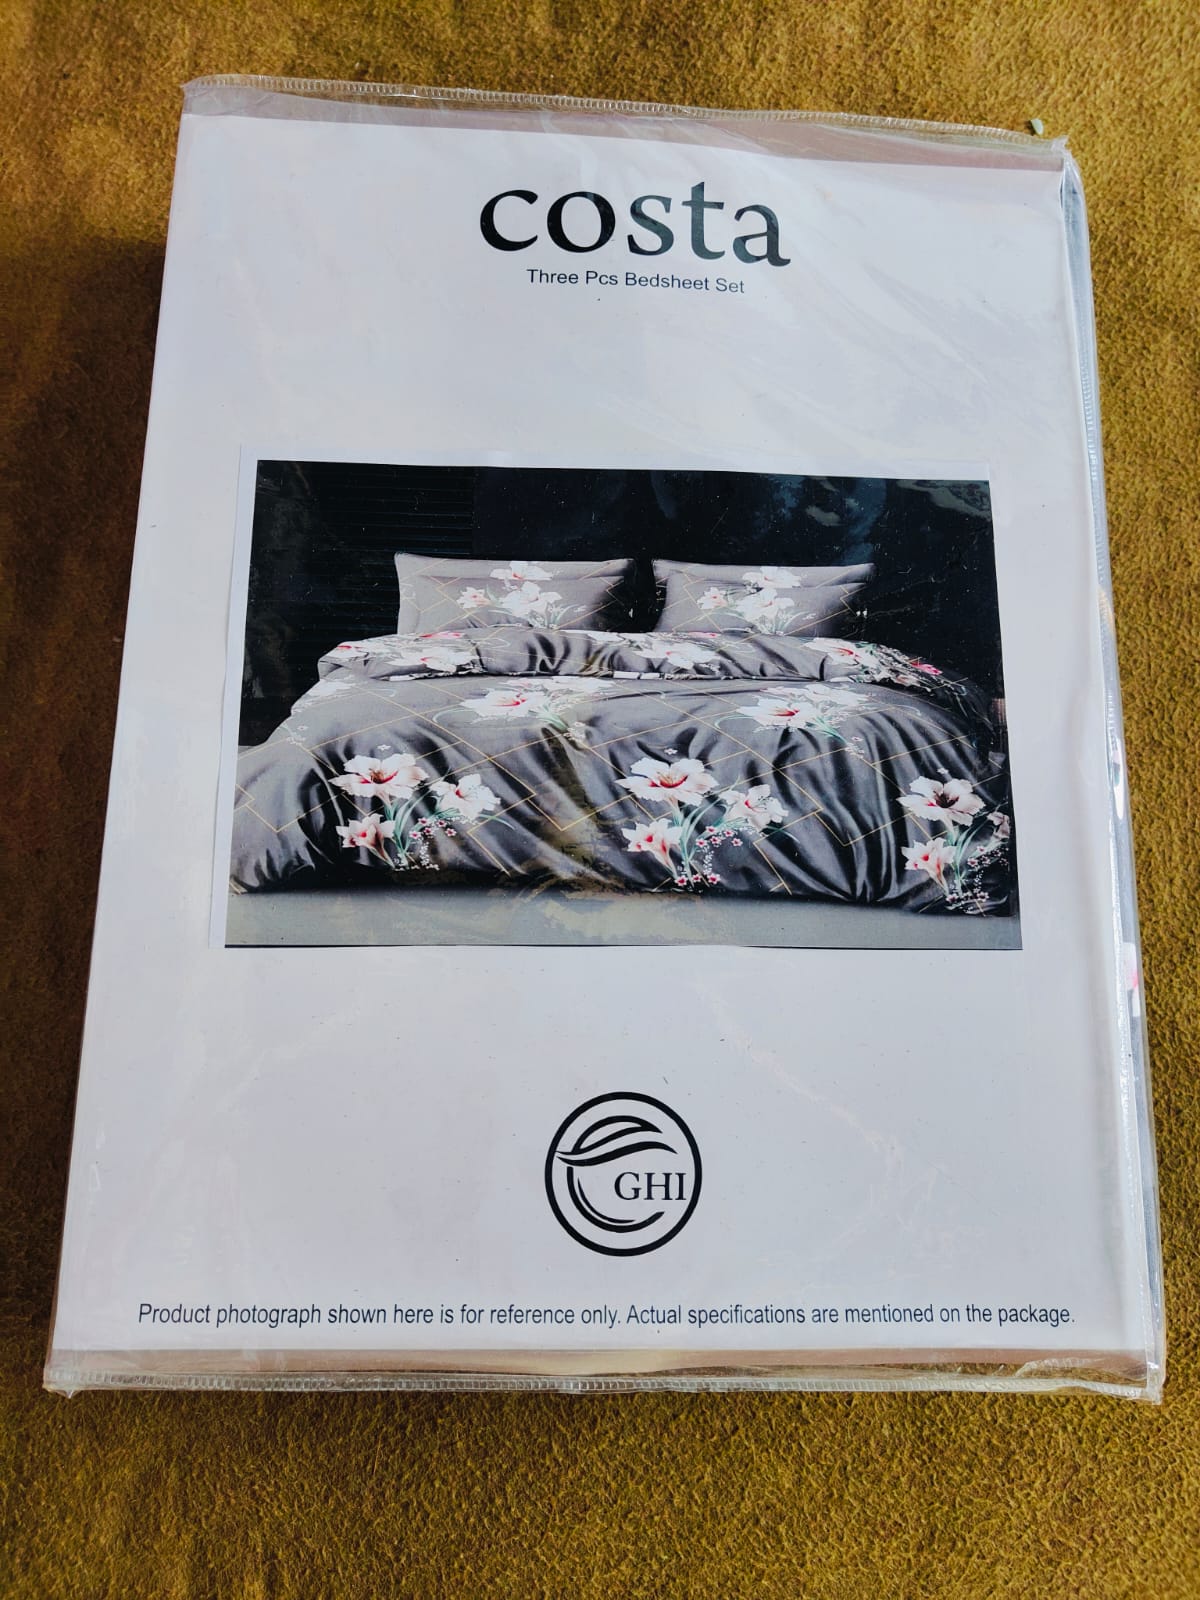 costa
Three Pcs Bedsheet Set
GHI
Product photograph shown here is for reference only. Actual specifications are mentioned on the package.